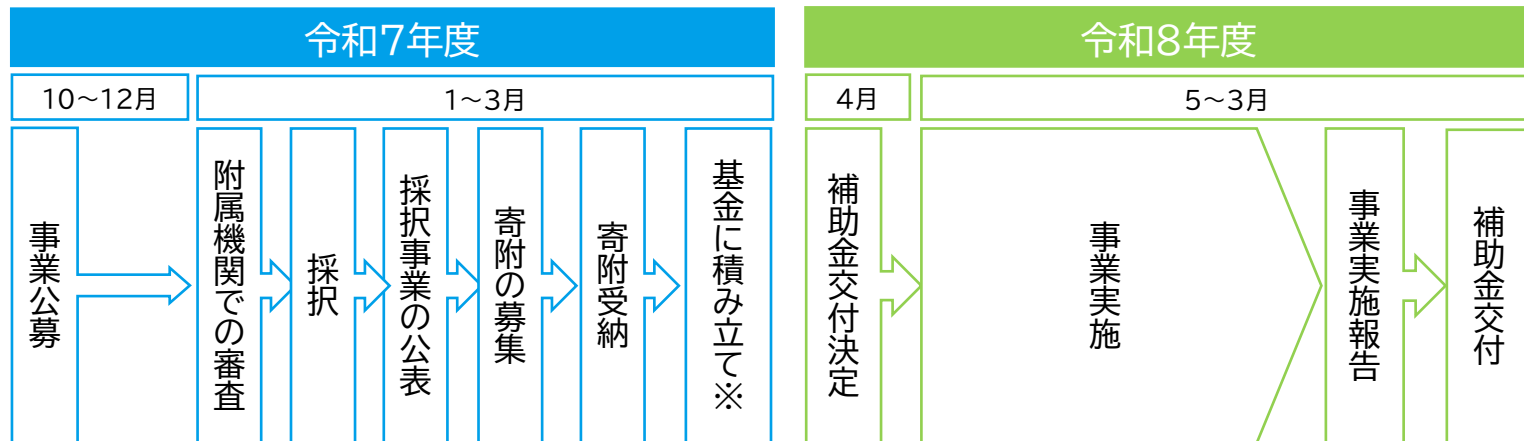 令和7年度
10～12月
1～3月
事業公募
附属機関での審査
採択
採択事業の公表
寄附の募集
寄附受納
基金に積み立て※
令和8年度
4月
5～3月
補助金交付決定
事業実施
事業実施報告
補助金交付